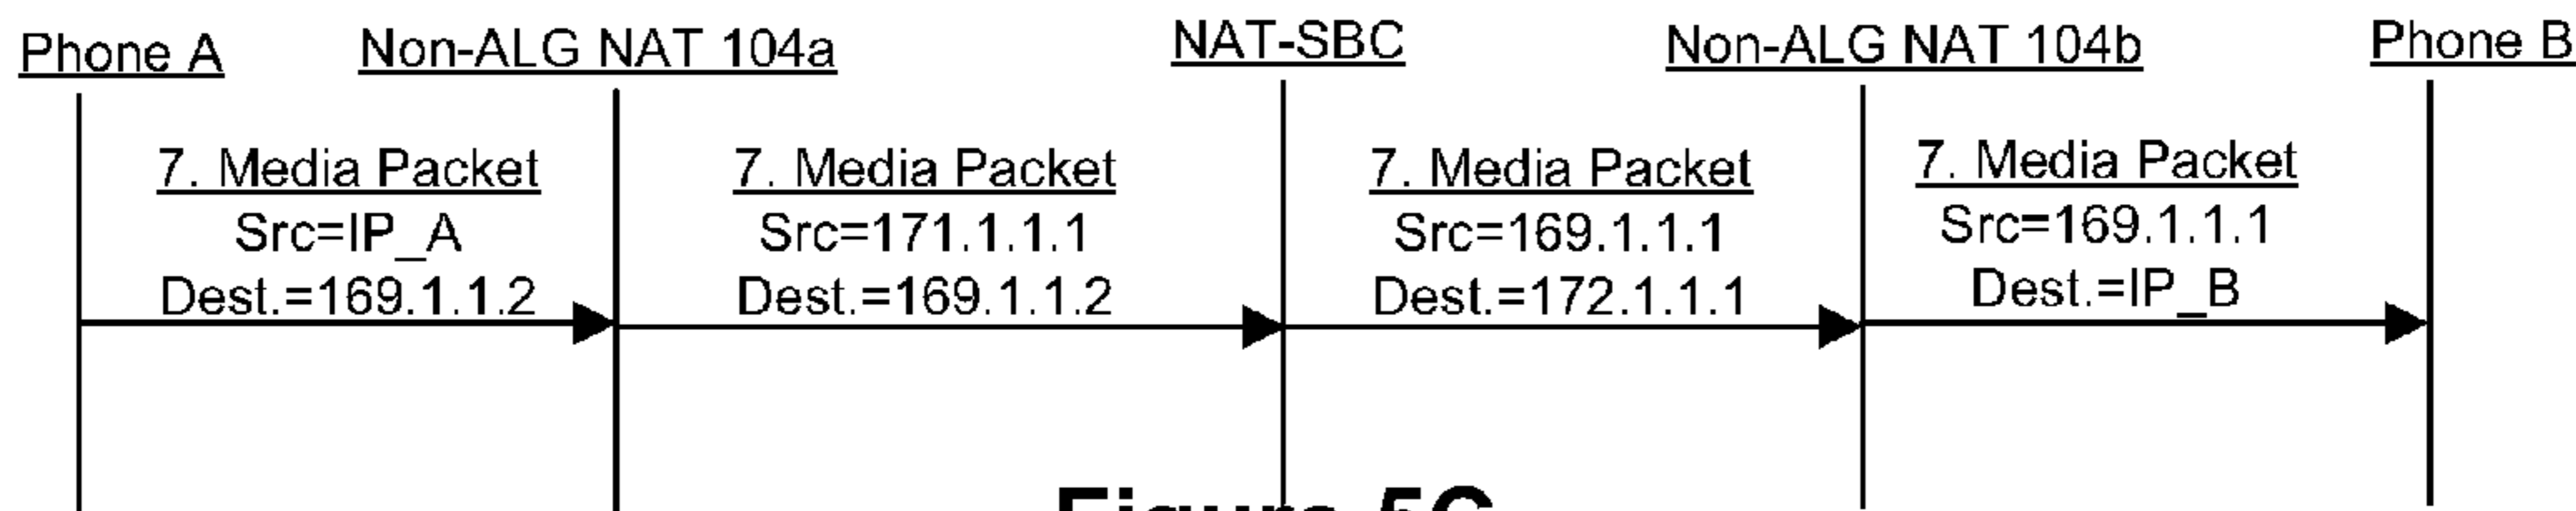 Phone A
Non-ALG NAT 104a
NAT-SBC
Non-ALG NAT 104b
Phone B
7. Media Packet
Src=IP_A
Dest.=169.1.1.2
7. Media Packet
Src=171.1.1.1
Dest.=169.1.1.2
7. Media Packet
Src=169.1.1.1
Dest.=172.1.1.1
7. Media Packet
Src=169.1.1.1
Dest.=IP_B
Figure 5C